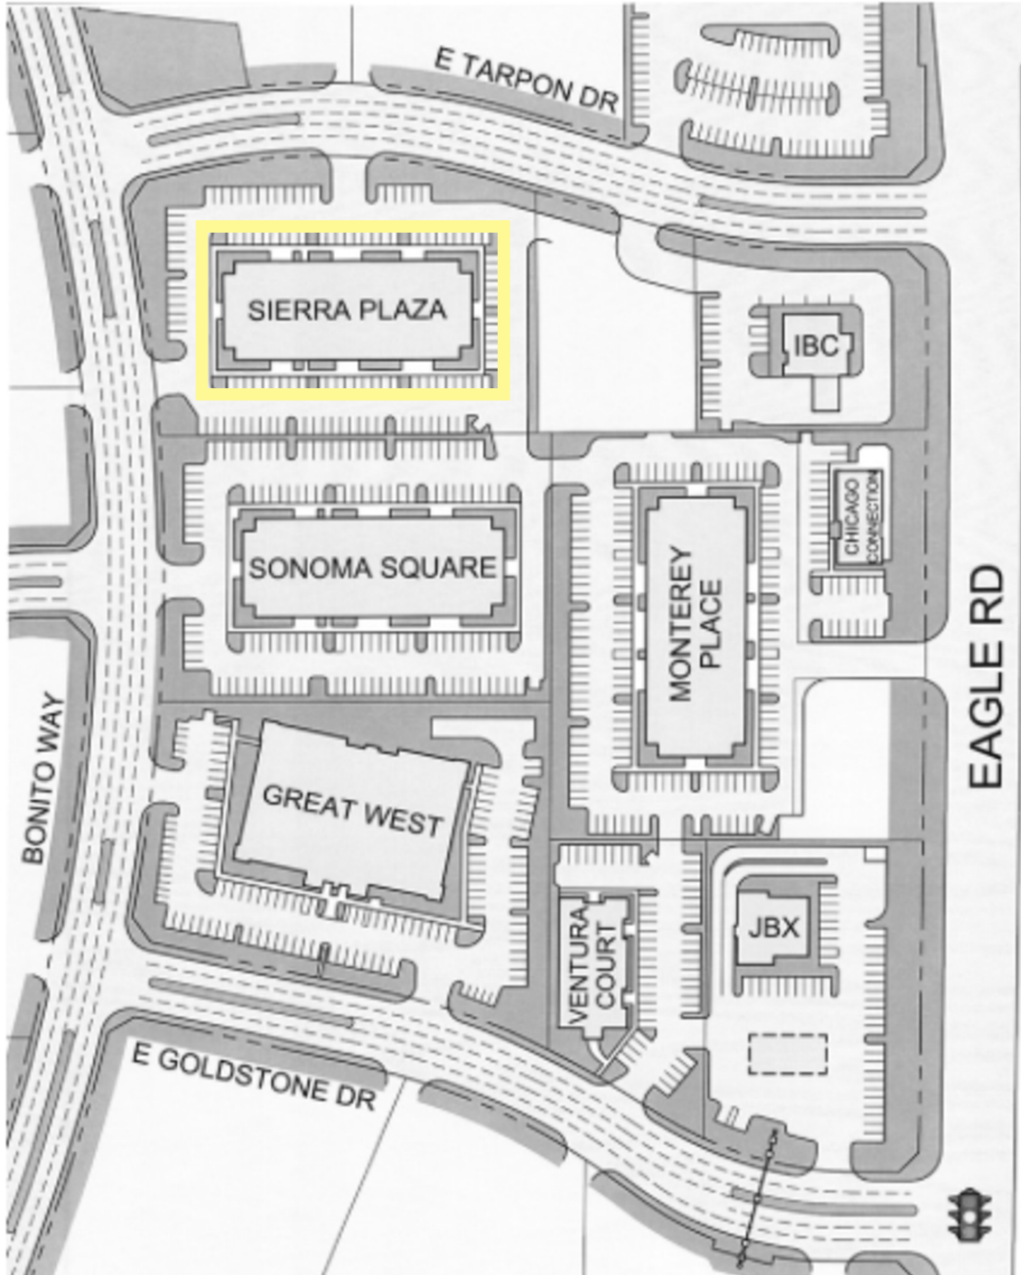 E TARPON DR
SIERRA PLAZA
IBC
CHICAGO
CONNECTION
SONOMA SQUARE
MONTEREY
PLACE
EAGLE RD
BONITO WAY
GREAT WEST
VENTURA
COURT
JBX
E GOLDSTONE DR